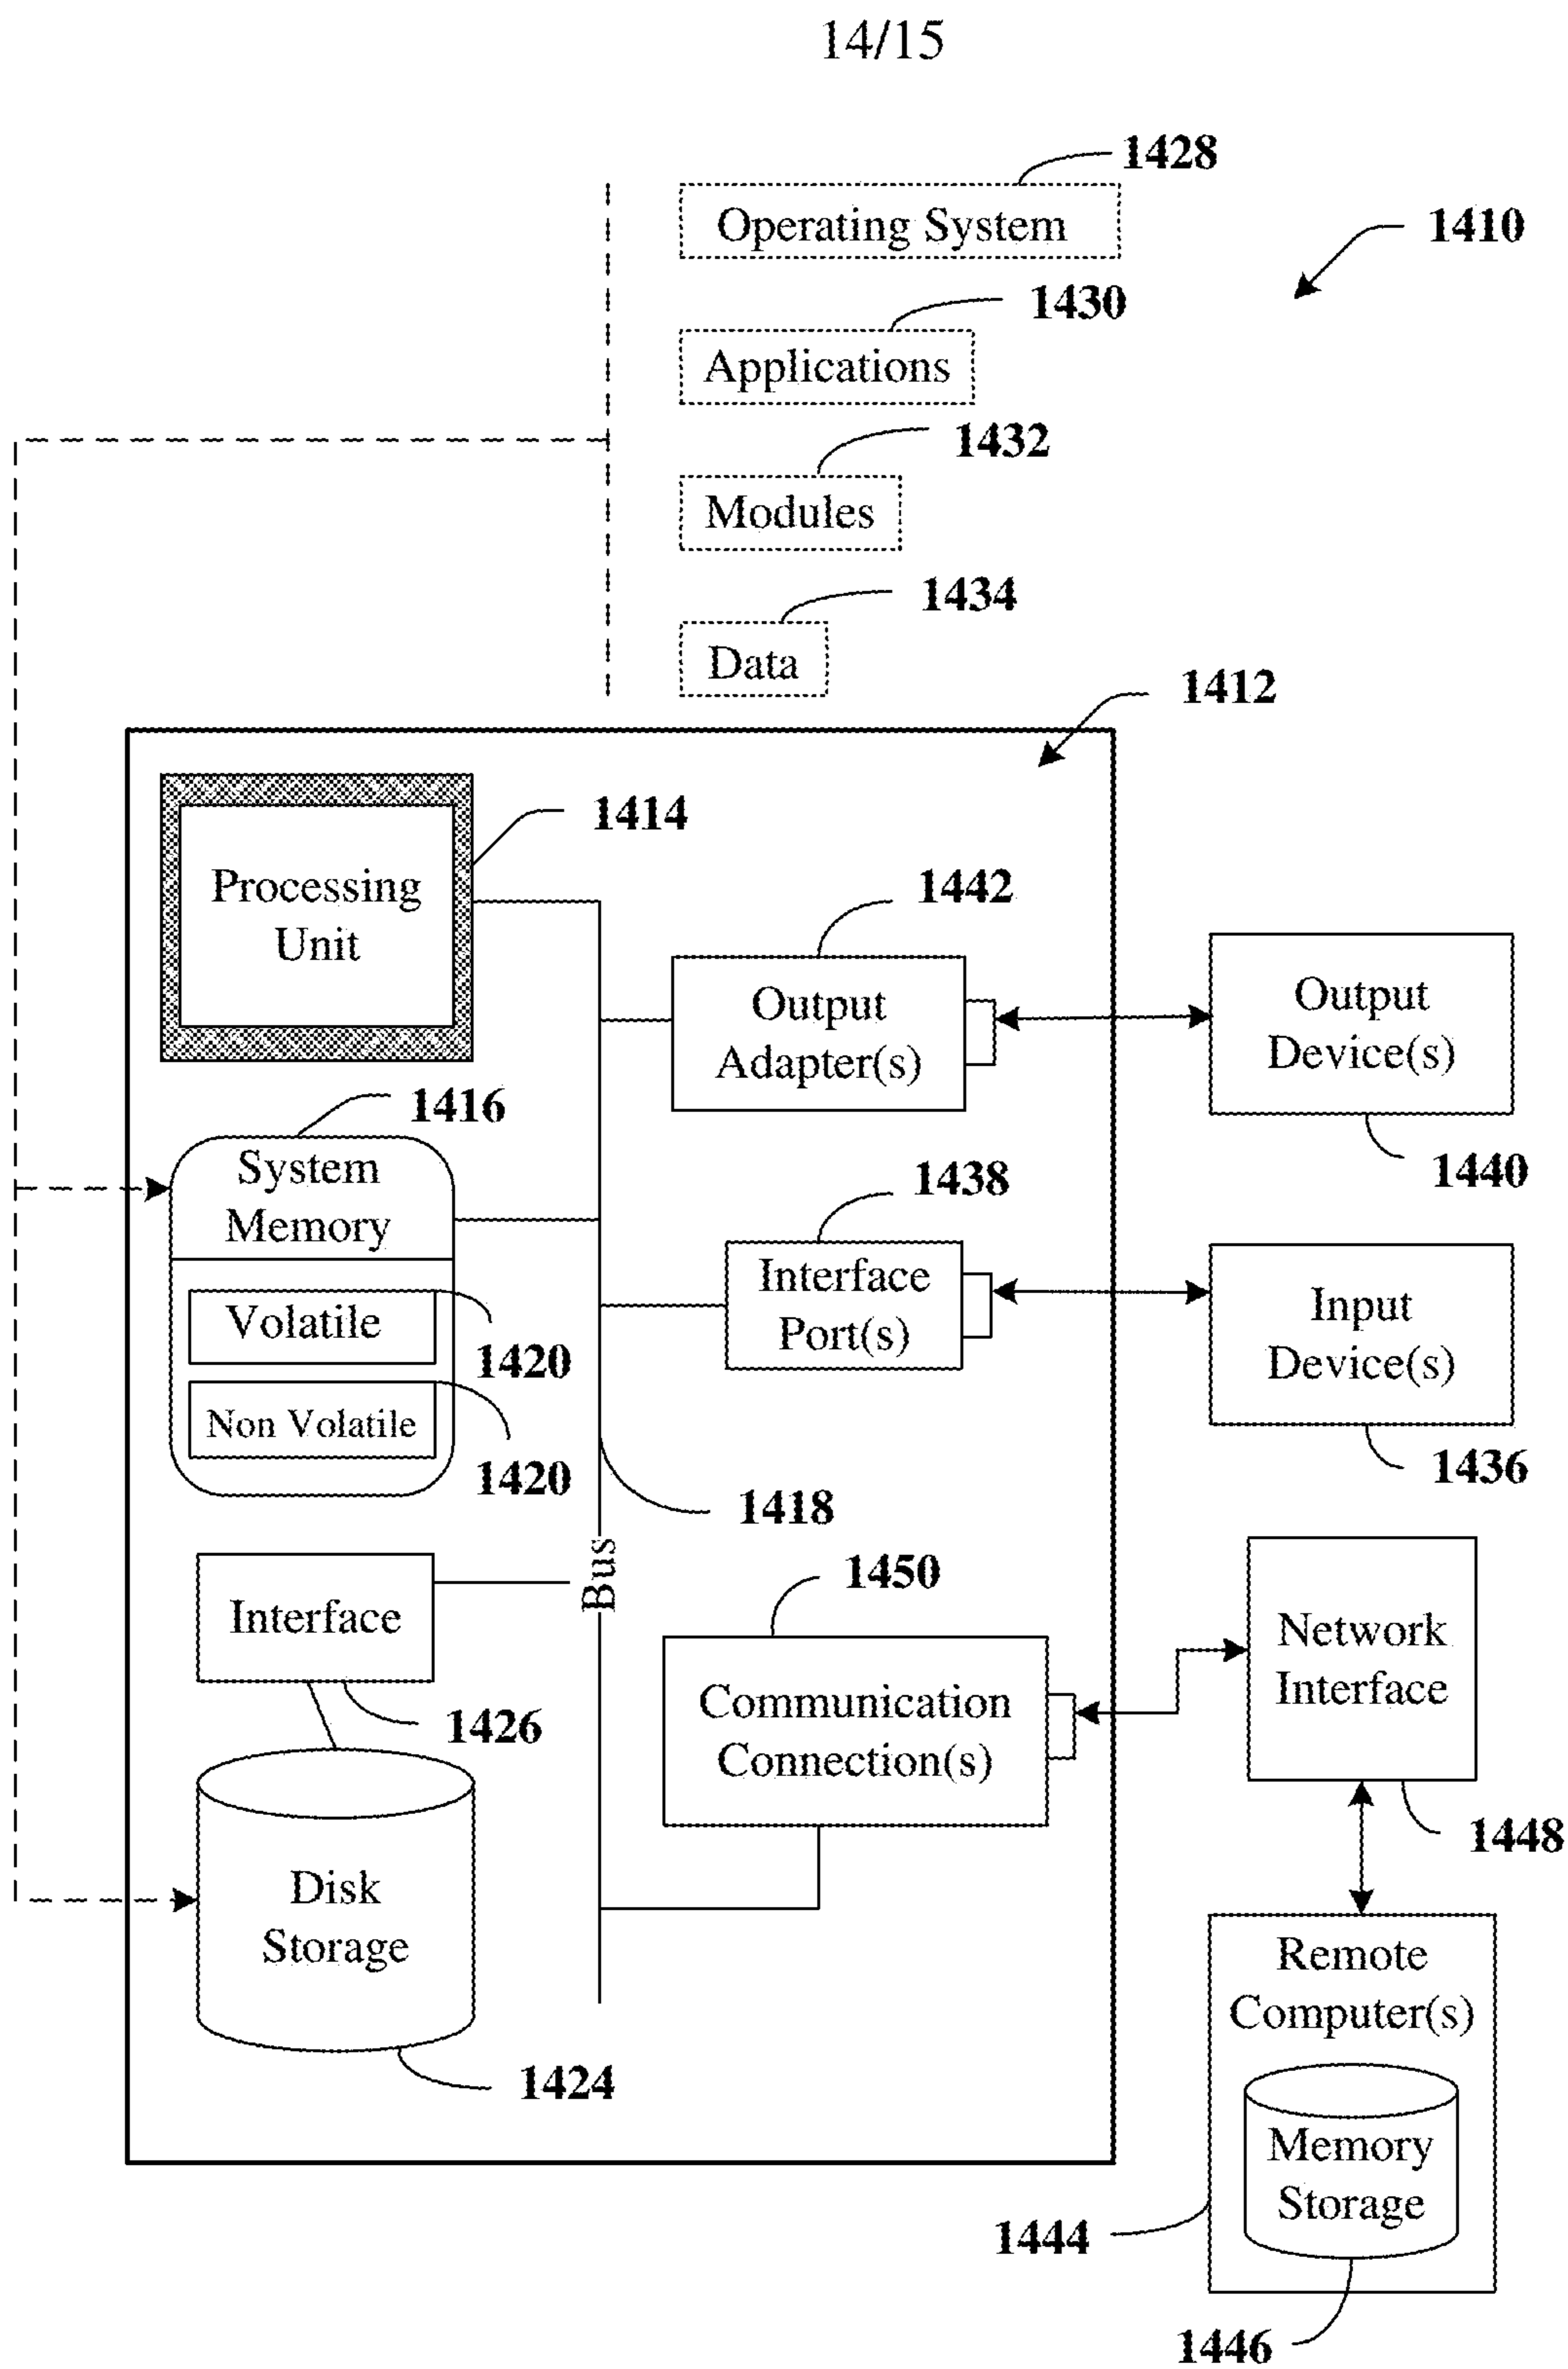 14/15
1428
Operating System
1410
1430
Applications
1432
Modules
1434
Data
1412
1414
Processing
Unit
1442
Output
Adapter(s)
Output
Device(s)
1440
1416
System
Memory
1438
Interface
Port(s)
Input
Device(s)
1436
Volatile
1420
Non Volatile
1420
1418
Bus
Interface
1426
1450
Communication
Connection(s)
Network
Interface
1448
Disk
Storage
1424
Remote
Computer(s)
Memory
Storage
1444
1446